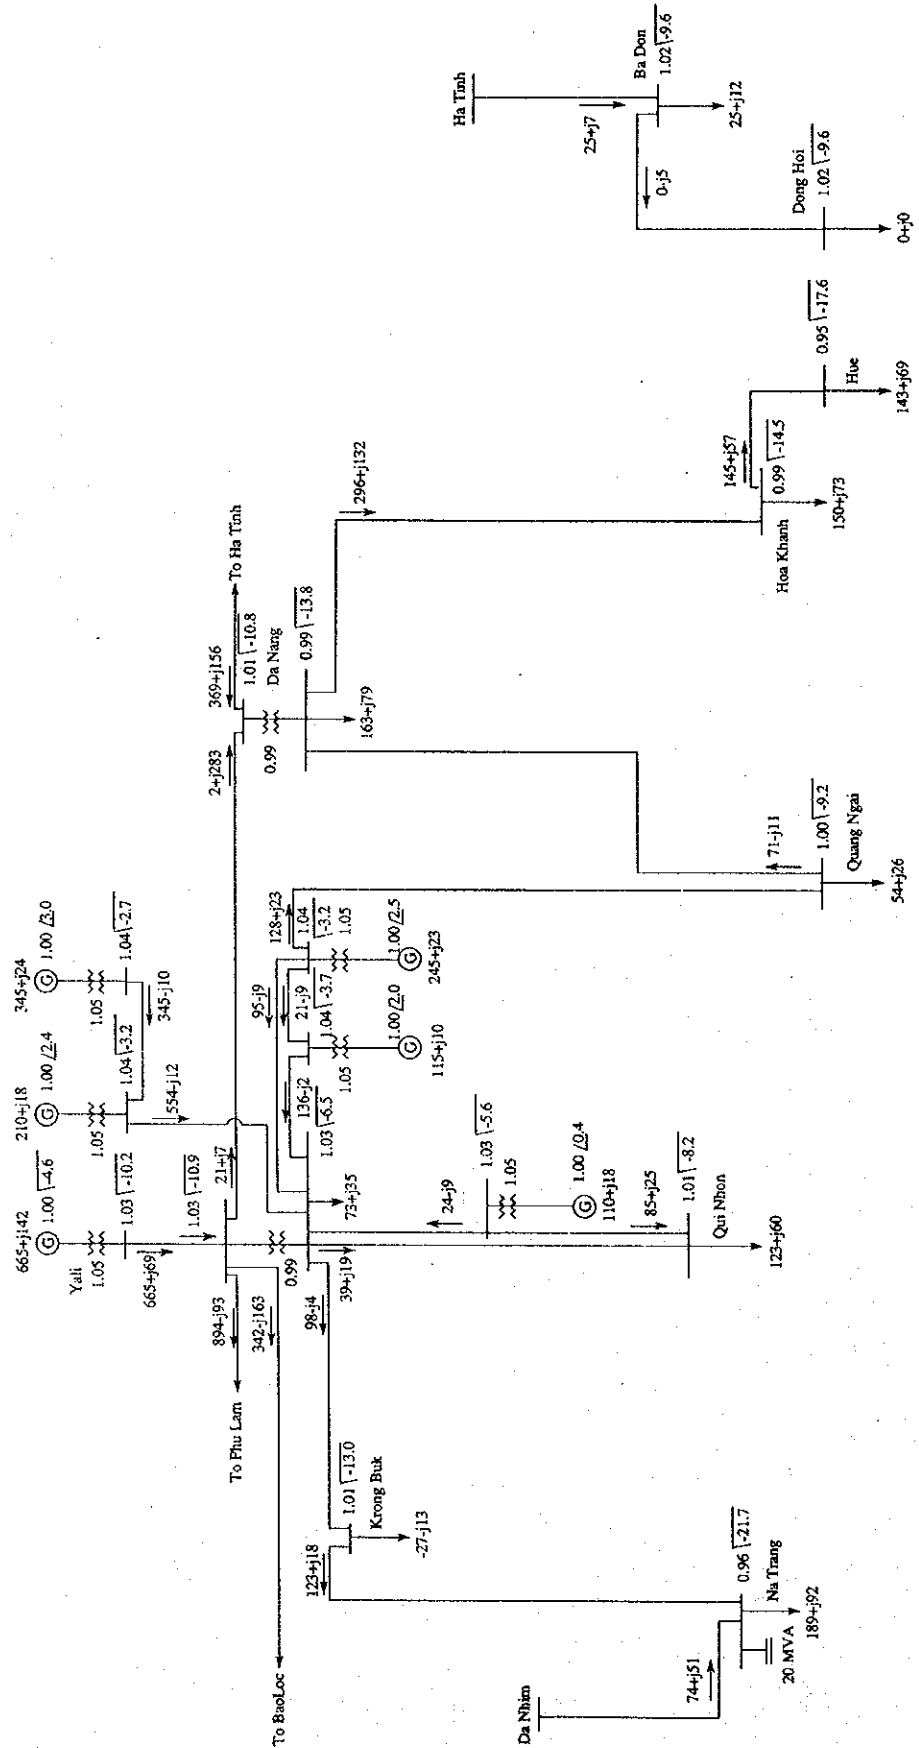 Ha Tinh
25+j7
Ba Don
1.02 \-9.6
25+j12
0-j5
Dong Hoi
1.02 \-9.6
0+j0
To Ha Tinh
369+j156
1.01 \-10.8
Da Nang
2+j283
0.99
0.99 \-13.8
163+j79
296+j132
145+j57
0.99 \-14.5
Hoa Khanh
150+j73
0.95 \-17.6
Hue
143+j69
71-j11
1.00 \-9.2
Quang Ngai
54+j26
345+j24
G
1.00 /3.0
1.05
1.04 \-2.7
345-j10
210+j18
G
1.00 /2.4
1.05
1.04 \-3.2
554-j12
665+j142
G
1.00 \-4.6
Yali
1.05
1.03 \-10.2
665+j69
1.03 \-10.9
21+j7
128+j23
1.04
\-3.2
1.05
1.00 /2.5
G
245+j23
95-j9
21-j9
1.04 \-3.7
1.00 /2.0
G
1.05
115+j10
136-j2
1.03 \-6.5
73+j35
0.99
39+j19
894-j93
342-j163
98-j4
To Phu Lam
To BaoLoc
24-j9
1.03 \-5.6
1.05
1.00 /0.4
G
110+j18
85+j25
1.01 \-8.2
Qui Nhon
123+j60
1.01 \-13.0
Krong Buk
-27-j13
123+j18
0.96 \-21.7
Na Trang
189+j92
20 MVA
74+j51
Da Nhim